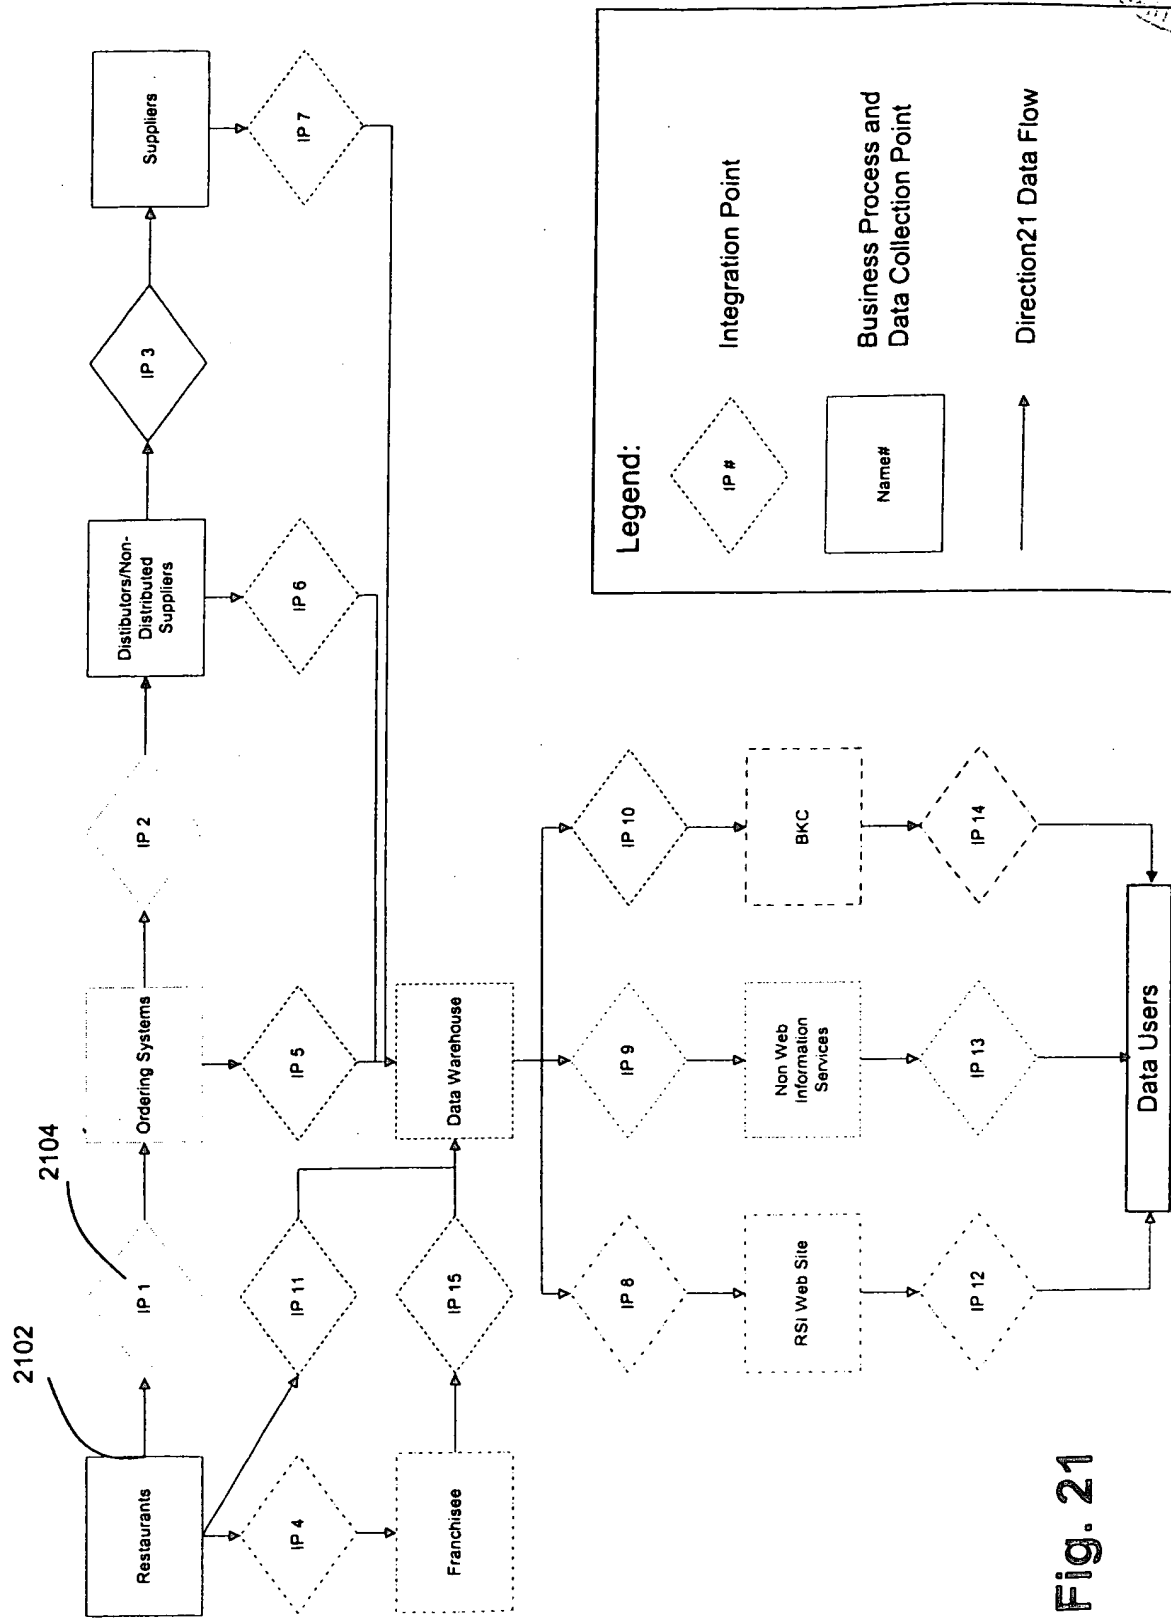 2102
2104
Restaurants
IP 1
Ordering Systems
IP 2
Distibutors/Non-
Distributed
Suppliers
IP 3
Suppliers
IP 4
IP 11
IP 5
IP 6
IP 7
Franchisee
IP 15
Data Warehouse
IP 8
IP 9
IP 10
RSI Web Site
Non Web
Information
Services
BKC
IP 12
IP 13
IP 14
Data Users
Legend:
IP #
Integration Point
Name#
Business Process and
Data Collection Point
Direction21 Data Flow
Fig. 21